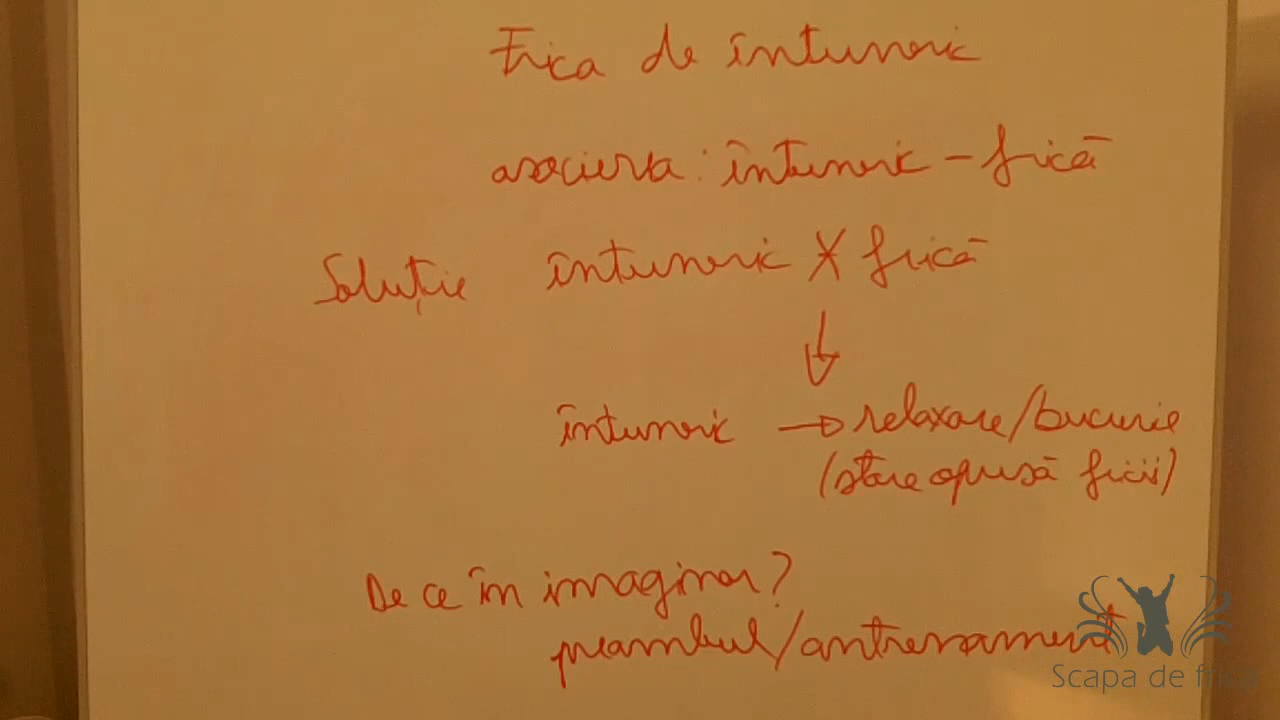 Frica de întuneric
asocierea: întuneric - frică
Soluție întuneric X frică
întuneric → relaxare/bucurie
(stare opusă fricii)
De ce în imaginar?
preambul/antrenament
Scapa de frica